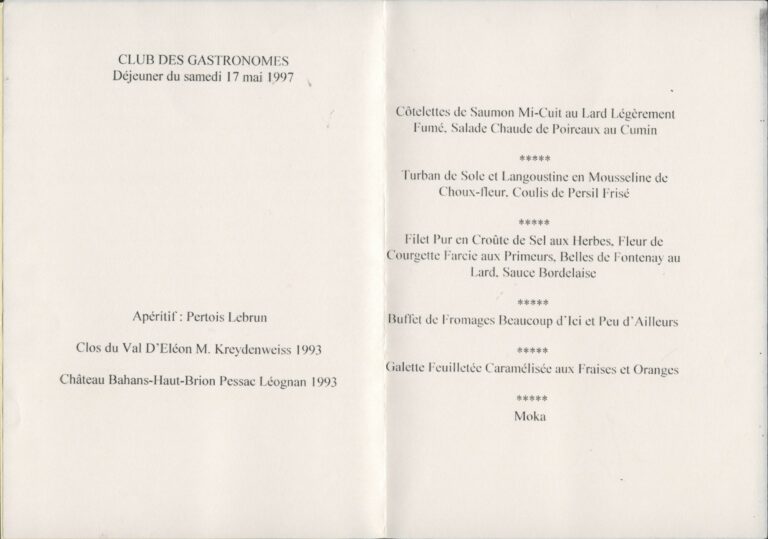 CLUB DES GASTRONOMES
Déjeuner du samedi 17 mai 1997
Apéritif : Pertois Lebrun
Clos du Val D'Eléon M. Kreydenweiss 1993
Château Bahans-Haut-Brion Pessac Léognan 1993
Côtelettes de Saumon Mi-Cuit au Lard Légèrement
Fumé, Salade Chaude de Poireaux au Cumin
*****
Turban de Sole et Langoustine en Mousseline de
Choux-fleur, Coulis de Persil Frisé
*****
Filet Pur en Croûte de Sel aux Herbes, Fleur de
Courgette Farcie aux Primeurs, Belles de Fontenay au
Lard, Sauce Bordelaise
*****
Buffet de Fromages Beaucoup d'Ici et Peu d'Ailleurs
*****
Galette Feuilletée Caramélisée aux Fraises et Oranges
*****
Moka